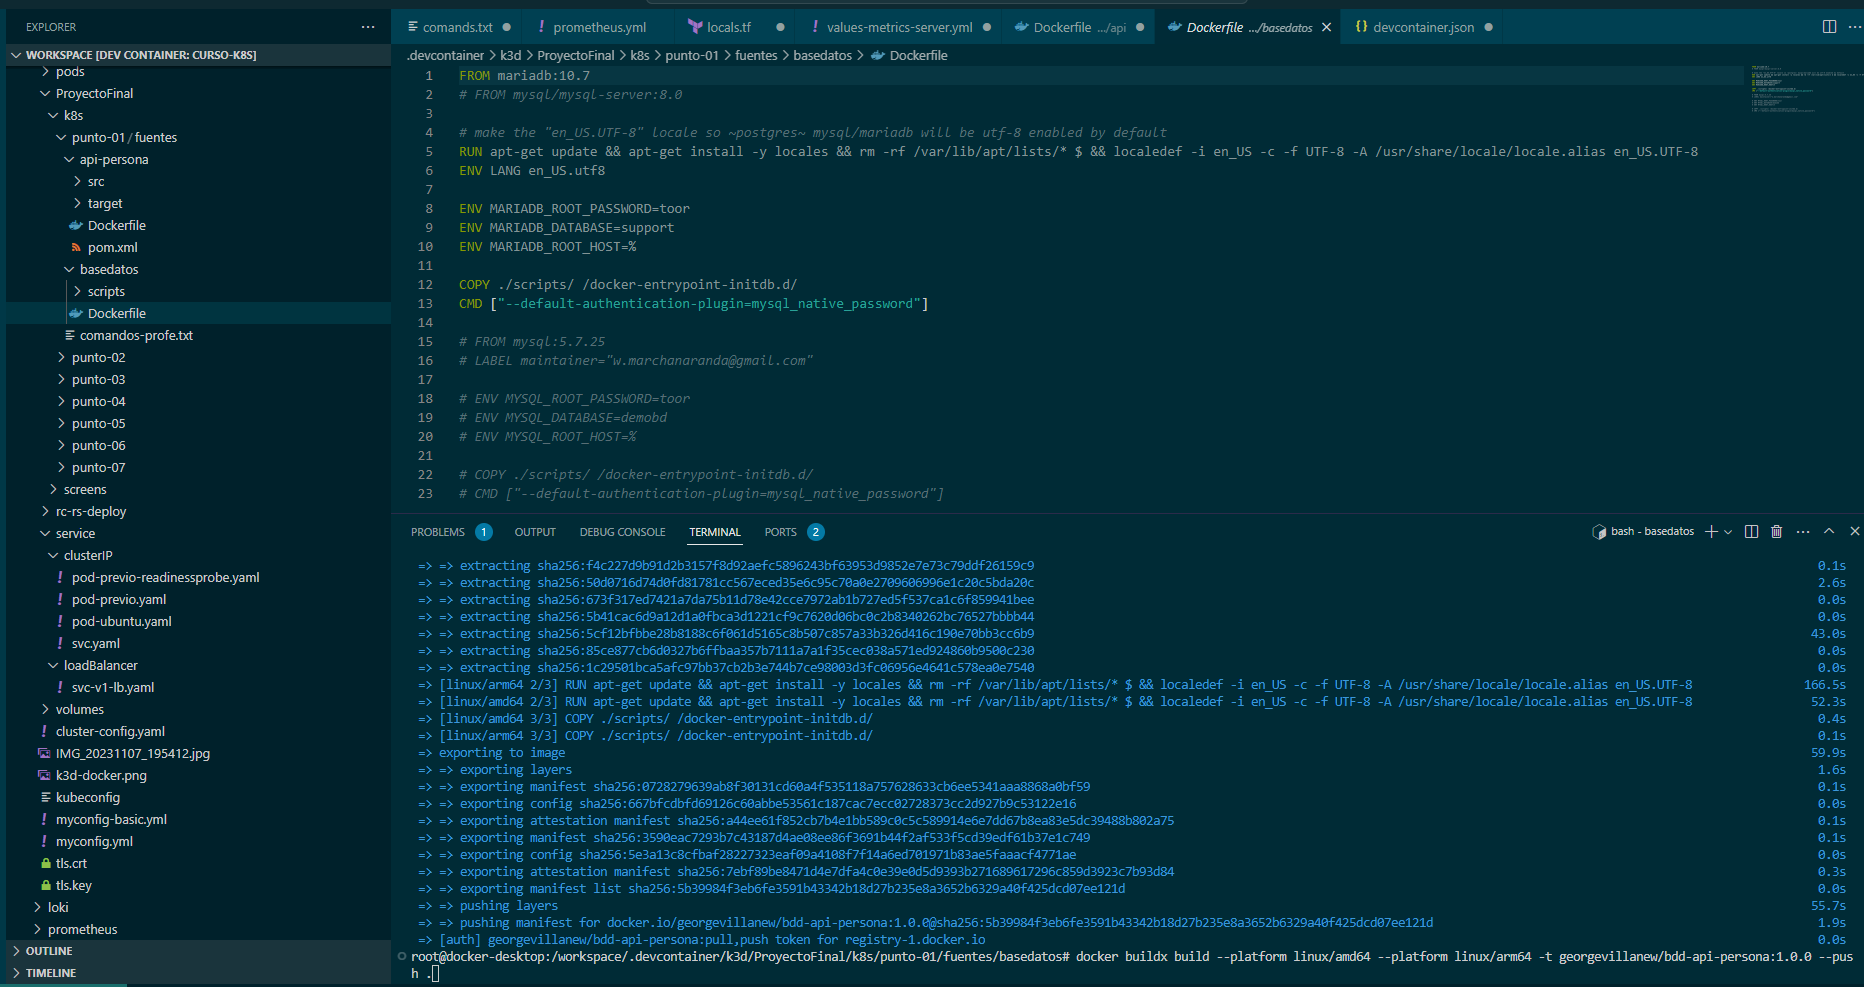 EXPLORER
WORKSPACE [DEV CONTAINER: CURSO-K8S]
pods
ProyectoFinal
k8s
punto-01 / fuentes
api-persona
src
target
Dockerfile
pom.xml
basedatos
scripts
Dockerfile
comandos-profe.txt
punto-02
punto-03
punto-04
punto-05
punto-06
punto-07
screens
rc-rs-deploy
service
clusterIP
pod-previo-readinessprobe.yaml
pod-previo.yaml
pod-ubuntu.yaml
svc.yaml
loadBalancer
svc-v1-lb.yaml
volumes
cluster-config.yaml
IMG_20231107_195412.jpg
k3d-docker.png
kubeconfig
myconfig-basic.yml
myconfig.yml
tls.crt
tls.key
loki
prometheus
OUTLINE
TIMELINE
comands.txt
prometheus.yml
locals.tf
values-metrics-server.yml
Dockerfile .../api
Dockerfile .../basedatos
devcontainer.json
.devcontainer > k3d > ProyectoFinal > k8s > punto-01 > fuentes > basedatos > Dockerfile
1 FROM mariadb:10.7
2 # FROM mysql/mysql-server:8.0
3
4 # make the "en_US.UTF-8" locale so ~postgres~ mysql/mariadb will be utf-8 enabled by default
5 RUN apt-get update && apt-get install -y locales && rm -rf /var/lib/apt/lists/* $ && localedef -i en_US -c -f UTF-8 -A /usr/share/locale/locale.alias en_US.UTF-8
6 ENV LANG en_US.utf8
7
8 ENV MARIADB_ROOT_PASSWORD=toor
9 ENV MARIADB_DATABASE=support
10 ENV MARIADB_ROOT_HOST=%
11
12 COPY ./scripts/ /docker-entrypoint-initdb.d/
13 CMD ["--default-authentication-plugin=mysql_native_password"]
14
15 # FROM mysql:5.7.25
16 # LABEL maintainer="w.marchanaranda@gmail.com"
17
18 # ENV MYSQL_ROOT_PASSWORD=toor
19 # ENV MYSQL_DATABASE=demobd
20 # ENV MYSQL_ROOT_HOST=%
21
22 # COPY ./scripts/ /docker-entrypoint-initdb.d/
23 # CMD ["--default-authentication-plugin=mysql_native_password"]
PROBLEMS 1 OUTPUT DEBUG CONSOLE TERMINAL PORTS 2 bash - basedatos
=> => extracting sha256:f4c227d9b91d2b3157f8d92aefc5896243bf63953d9852e7e73c79ddf26159c9 0.1s
=> => extracting sha256:50d0716d74d0fd81781cc567eced35e6c95c70a0e2709606996e1c20c5bda20c 2.6s
=> => extracting sha256:673f317ed7421a7da75b11d78e42cce7972ab1b727ed5f537ca1c6f859941bee 0.0s
=> => extracting sha256:5b41cac6d9a12d1a0fbca3d1221cf9c7620d06bc0c2b8340262bc76527bbbb44 0.0s
=> => extracting sha256:5cf12bfbbe28b8188c6f061d5165c8b507c857a33b326d416c190e70bb3cc6b9 43.0s
=> => extracting sha256:85ce877cb6d0327b6ffbaa357b7111a7a1f35cec038a571ed924860b9500c230 0.0s
=> => extracting sha256:1c29501bca5afc97bb37cb2b3e744b7ce98003d3fc06956e4641c578ea0e7540 0.0s
=> [linux/arm64 2/3] RUN apt-get update && apt-get install -y locales && rm -rf /var/lib/apt/lists/* $ && localedef -i en_US -c -f UTF-8 -A /usr/share/locale/locale.alias en_US.UTF-8 166.5s
=> [linux/amd64 2/3] RUN apt-get update && apt-get install -y locales && rm -rf /var/lib/apt/lists/* $ && localedef -i en_US -c -f UTF-8 -A /usr/share/locale/locale.alias en_US.UTF-8 52.3s
=> [linux/amd64 3/3] COPY ./scripts/ /docker-entrypoint-initdb.d/ 0.4s
=> [linux/arm64 3/3] COPY ./scripts/ /docker-entrypoint-initdb.d/ 0.1s
=> exporting to image 59.9s
=> => exporting layers 1.6s
=> => exporting manifest sha256:0728279639ab8f30131cd60a4f535118a757628633cb6ee5341aaa8868a0bf59 0.1s
=> => exporting config sha256:667bfcdbfd69126c60abbe53561c187cac7ecc02728373cc2d927b9c53122e16 0.0s
=> => exporting attestation manifest sha256:a44ee61f852cb7b4e1bb589c0c5c589914e6e7dd67b8ea83e5dc39488b802a75 0.1s
=> => exporting manifest sha256:3590eac7293b7c43187d4ae08ee86f3691b44f2af533f5cd39edf61b37e1c749 0.1s
=> => exporting config sha256:5e3a13c8cfbaf28227323eaf09a4108f7f14a6ed701971b83ae5faaacf4771ae 0.0s
=> => exporting attestation manifest sha256:7ebf89be8471d4e7dfa4c0e39e0d5d9393b271689617296c859d3923c7b93d84 0.3s
=> => exporting manifest list sha256:5b39984f3eb6fe3591b43342b18d27b235e8a3652b6329a40f425dcd07ee121d 0.0s
=> => pushing layers 55.7s
=> => pushing manifest for docker.io/georgevillanew/bdd-api-persona:1.0.0@sha256:5b39984f3eb6fe3591b43342b18d27b235e8a3652b6329a40f425dcd07ee121d 1.9s
=> [auth] georgevillanew/bdd-api-persona:pull,push token for registry-1.docker.io 0.0s
root@docker-desktop:/workspace/.devcontainer/k3d/ProyectoFinal/k8s/punto-01/fuentes/basedatos# docker buildx build --platform linux/amd64 --platform linux/arm64 -t georgevillanew/bdd-api-persona:1.0.0 --pus
h .